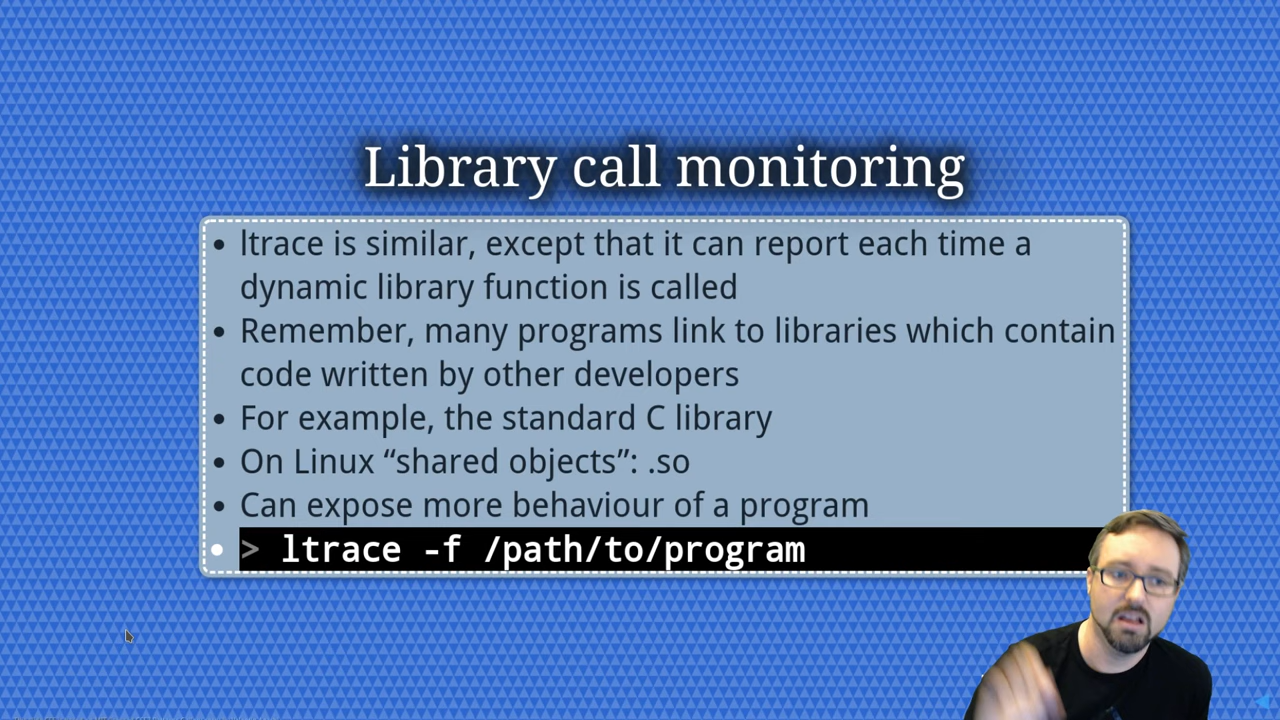 Library call monitoring
• ltrace is similar, except that it can report each time a
dynamic library function is called
• Remember, many programs link to libraries which contain
code written by other developers
• For example, the standard C library
• On Linux “shared objects”: .so
• Can expose more behaviour of a program
• > ltrace -f /path/to/program